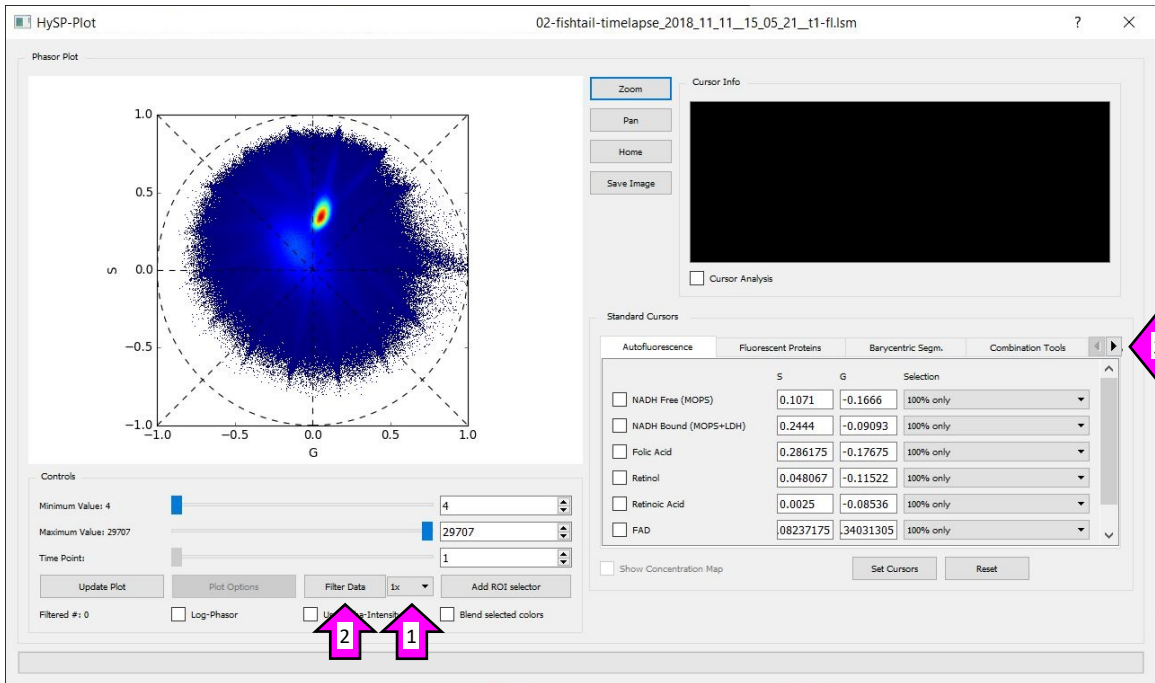 HySP-Plot 02-fishtail-timelapse_2018_11_11__15_05_21__t1-fl.lsm ? ×
Phasor Plot
1.0
0.5
0.0
−0.5
−1.0
S
−1.0 −0.5 0.0 0.5 1.0
G
Zoom
Pan
Home
Save Image
Cursor Info
Cursor Analysis
Standard Cursors
Autofluorescence Fluorescent Proteins Barycentric Segm. Combination Tools
S G Selection
NADH Free (MOPS) 0.1071 -0.1666 100% only
NADH Bound (MOPS+LDH) 0.2444 -0.09093 100% only
Folic Acid 0.286175 -0.17675 100% only
Retinol 0.048067 -0.11522 100% only
Retinoic Acid 0.0025 -0.08536 100% only
FAD .08237175 .34031305 100% only
Show Concentration Map Set Cursors Reset
Controls
Minimum Value: 4 4
Maximum Value: 29707 29707
Time Point: 1
Update Plot Plot Options Filter Data 1x Add ROI selector
Filtered #: 0 Log-Phasor Blend selected colors
2 1